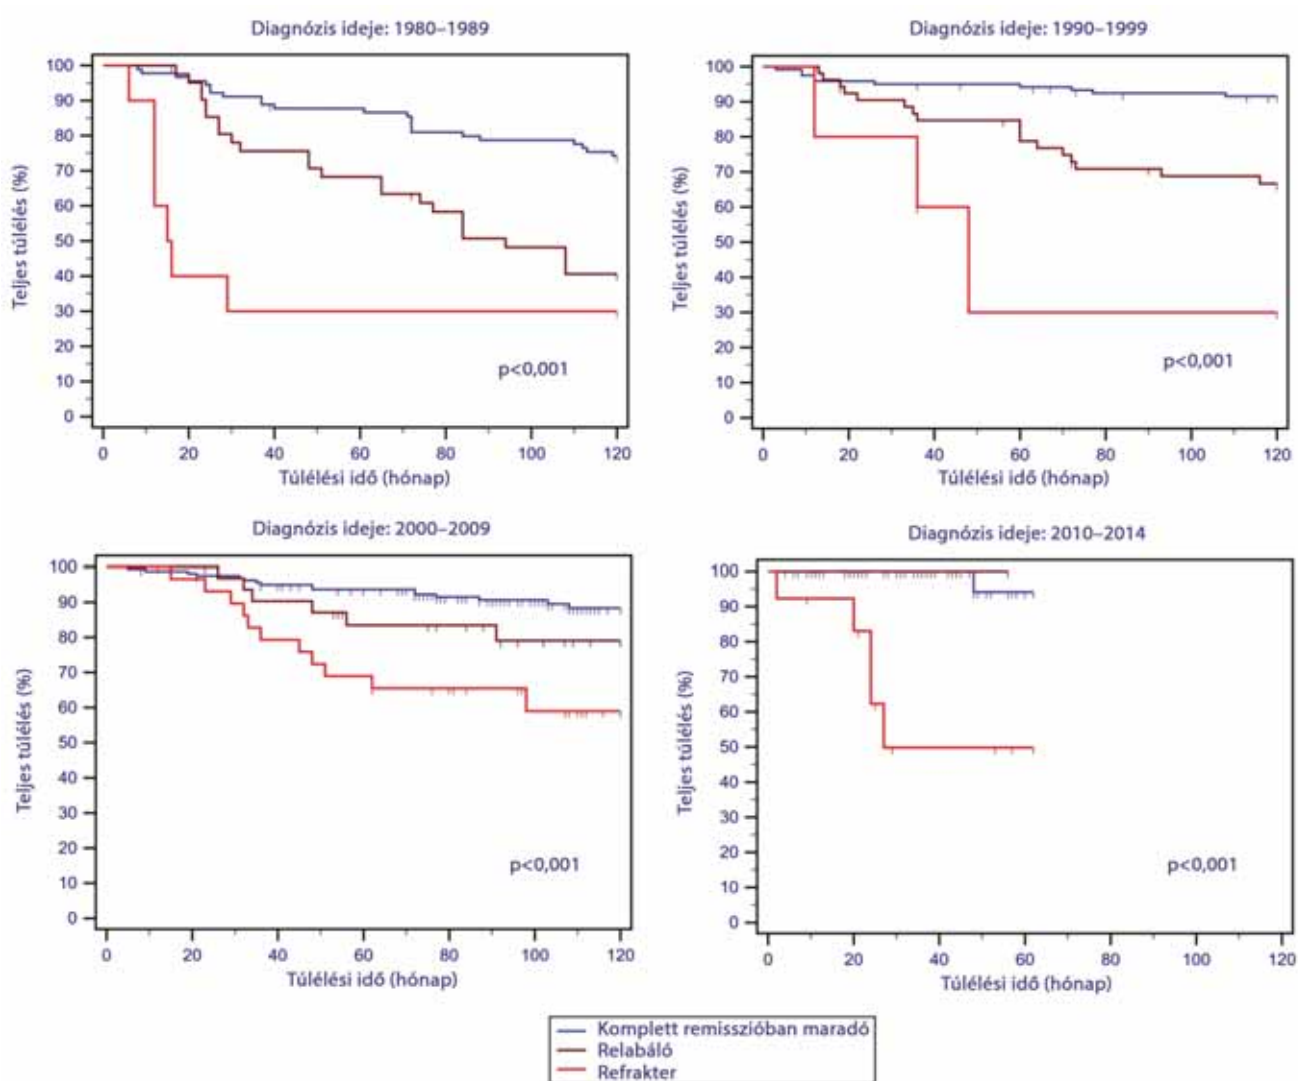 Diagnózis ideje: 1980–1989
Teljes túlélés (%)
100
90
80
70
60
50
40
30
20
10
0
p<0,001
0 20 40 60 80 100 120
Túlélési idő (hónap)
Diagnózis ideje: 1990–1999
Teljes túlélés (%)
100
90
80
70
60
50
40
30
20
10
0
p<0,001
0 20 40 60 80 100 120
Túlélési idő (hónap)
Diagnózis ideje: 2000–2009
Teljes túlélés (%)
100
90
80
70
60
50
40
30
20
10
0
p<0,001
0 20 40 60 80 100 120
Túlélési idő (hónap)
Diagnózis ideje: 2010–2014
Teljes túlélés (%)
100
90
80
70
60
50
40
30
20
10
0
p<0,001
0 20 40 60 80 100 120
Túlélési idő (hónap)
Komplett remisszióban maradó
Relabáló
Refrakter